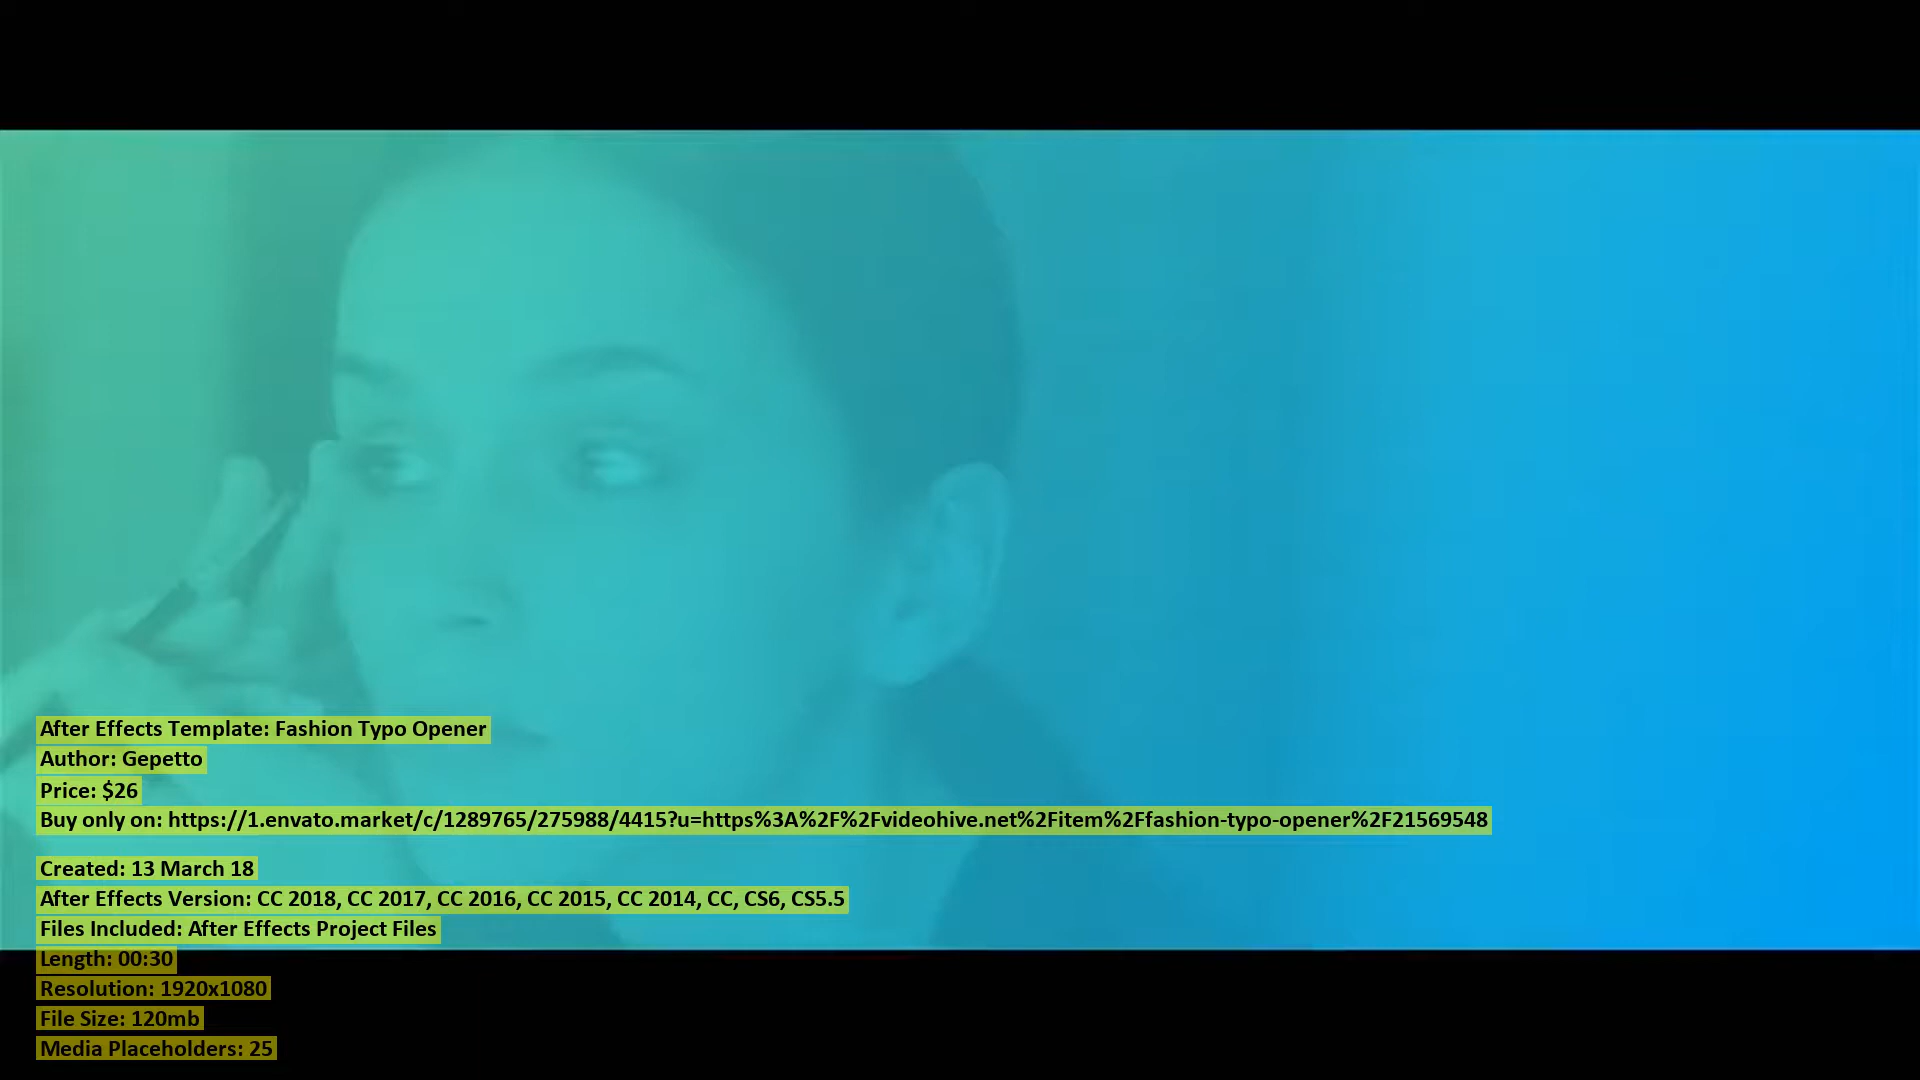 After Effects Template: Fashion Typo Opener
Author: Gepetto
Price: $26
Buy only on: https://1.envato.market/c/1289765/275988/4415?u=https%3A%2F%2Fvideohive.net%2Fitem%2Ffashion-typo-opener%2F21569548
Created: 13 March 18
After Effects Version: CC 2018, CC 2017, CC 2016, CC 2015, CC 2014, CC, CS6, CS5.5
Files Included: After Effects Project Files
Length: 00:30
Resolution: 1920x1080
File Size: 120mb
Media Placeholders: 25